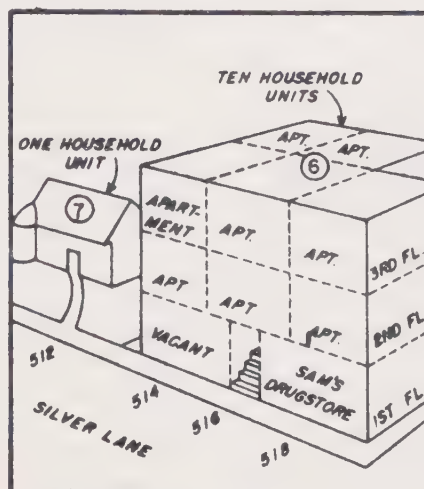 TEN HOUSEHOLD
UNITS
ONE HOUSEHOLD
UNIT
APT.
APT.
6
7
APART-
MENT
APT.
APT.
3RD FL.
APT
APT
APT.
2ND FL
VACANT
SAM'S
DRUGSTORE
1ST FL
512
514
516
518
SILVER LANE